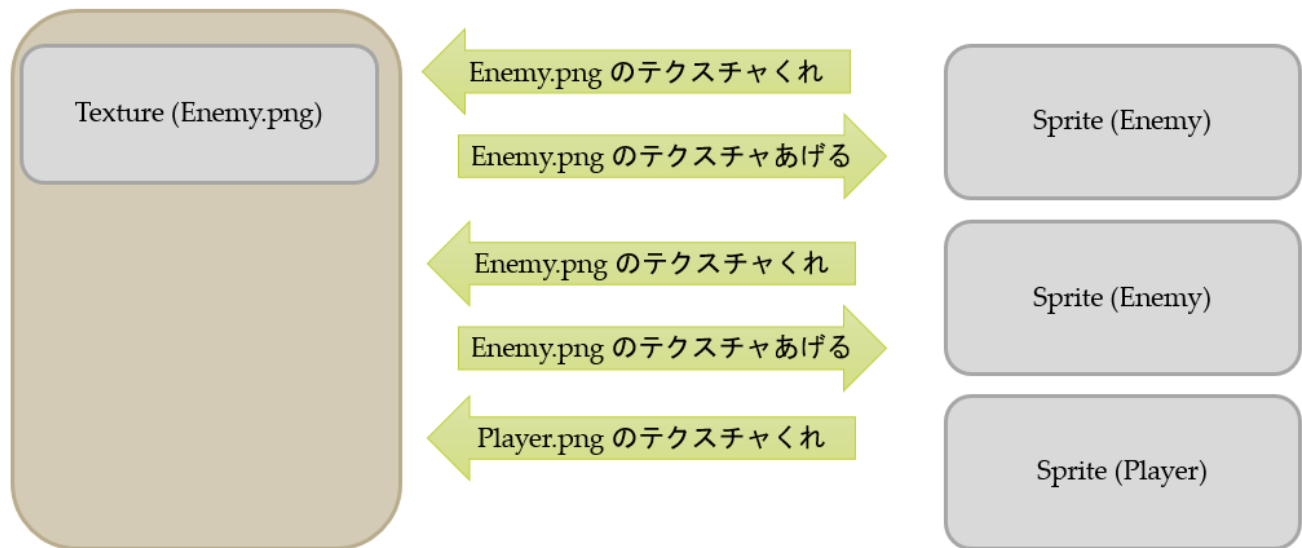 Texture (Enemy.png)
Enemy.png のテクスチャくれ
Enemy.png のテクスチャあげる
Sprite (Enemy)
Enemy.png のテクスチャくれ
Enemy.png のテクスチャあげる
Sprite (Enemy)
Player.png のテクスチャくれ
Sprite (Player)